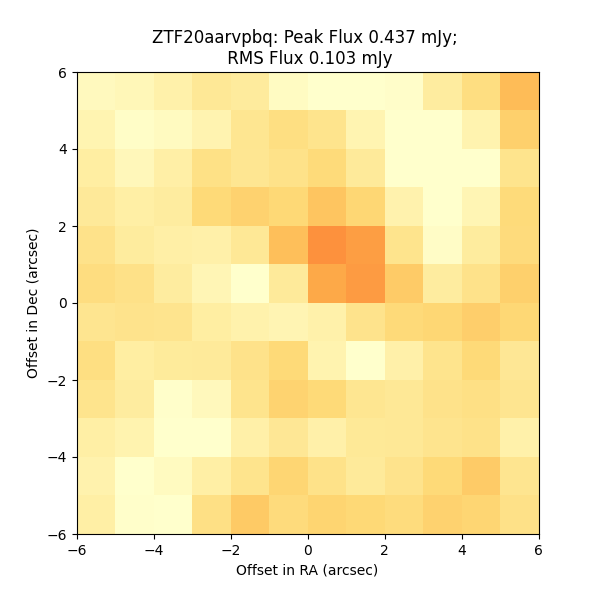 ZTF20aarvpbq: Peak Flux 0.437 mJy;
RMS Flux 0.103 mJy
6
4
2
0
−2
−4
−6
Offset in Dec (arcsec)
−6 −4 −2 0 2 4 6
Offset in RA (arcsec)